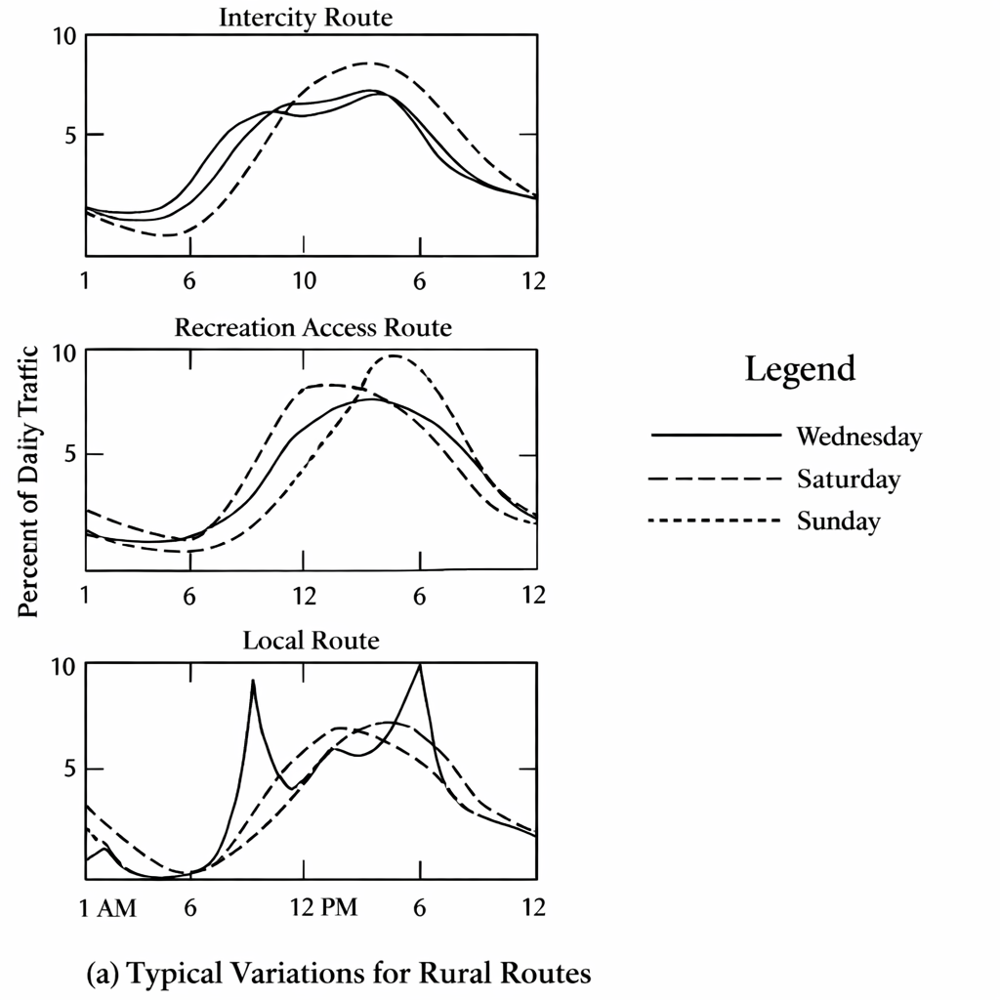 Intercity Route
10
5
1 6 10 6 12
Recreation Access Route
10
5
1 6 12 6 12
Percent of Daily Traffic
Legend
Wednesday
Saturday
Sunday
Local Route
10
5
1 AM 6 12 PM 6 12
(a) Typical Variations for Rural Routes